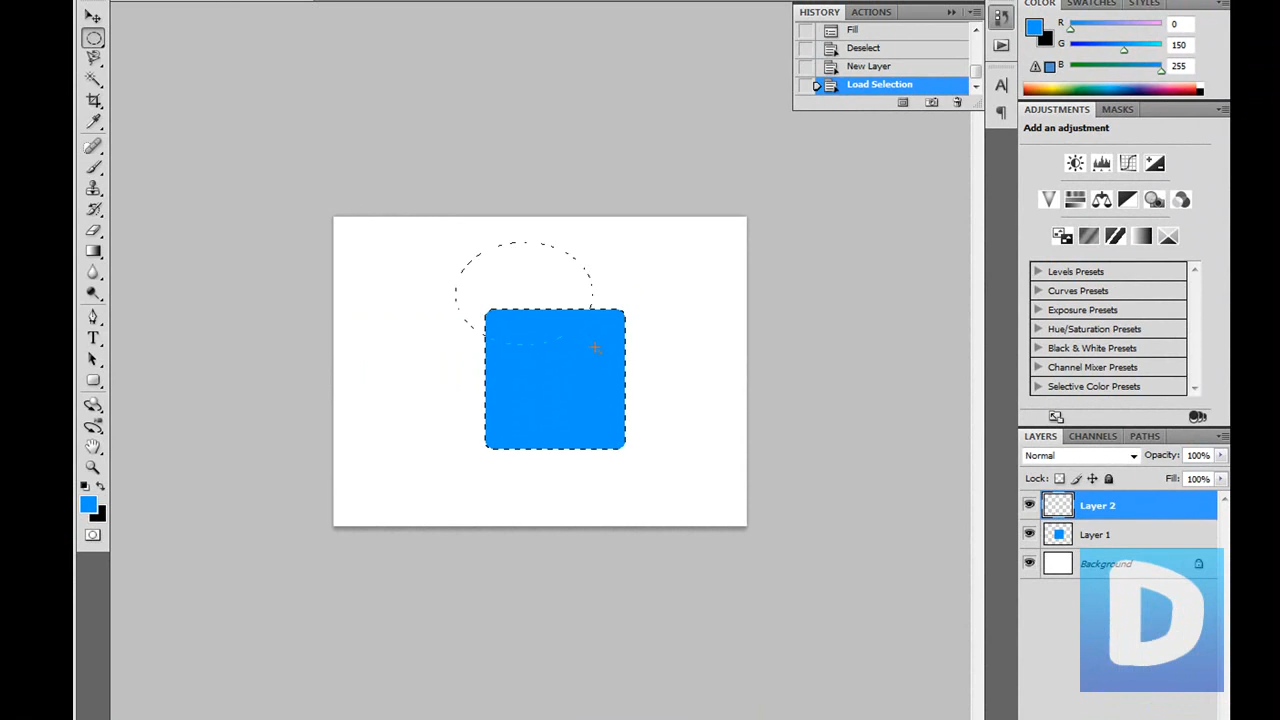 HISTORY ACTIONS
Fill
Deselect
New Layer
Load Selection
COLOR SWATCHES STYLES
R 0
G 150
B 255
A
ADJUSTMENTS MASKS
Add an adjustment
Levels Presets
Curves Presets
Exposure Presets
Hue/Saturation Presets
Black & White Presets
Channel Mixer Presets
Selective Color Presets
LAYERS CHANNELS PATHS
Normal Opacity: 100%
Lock: Fill: 100%
Layer 2
Layer 1
Background
D
T